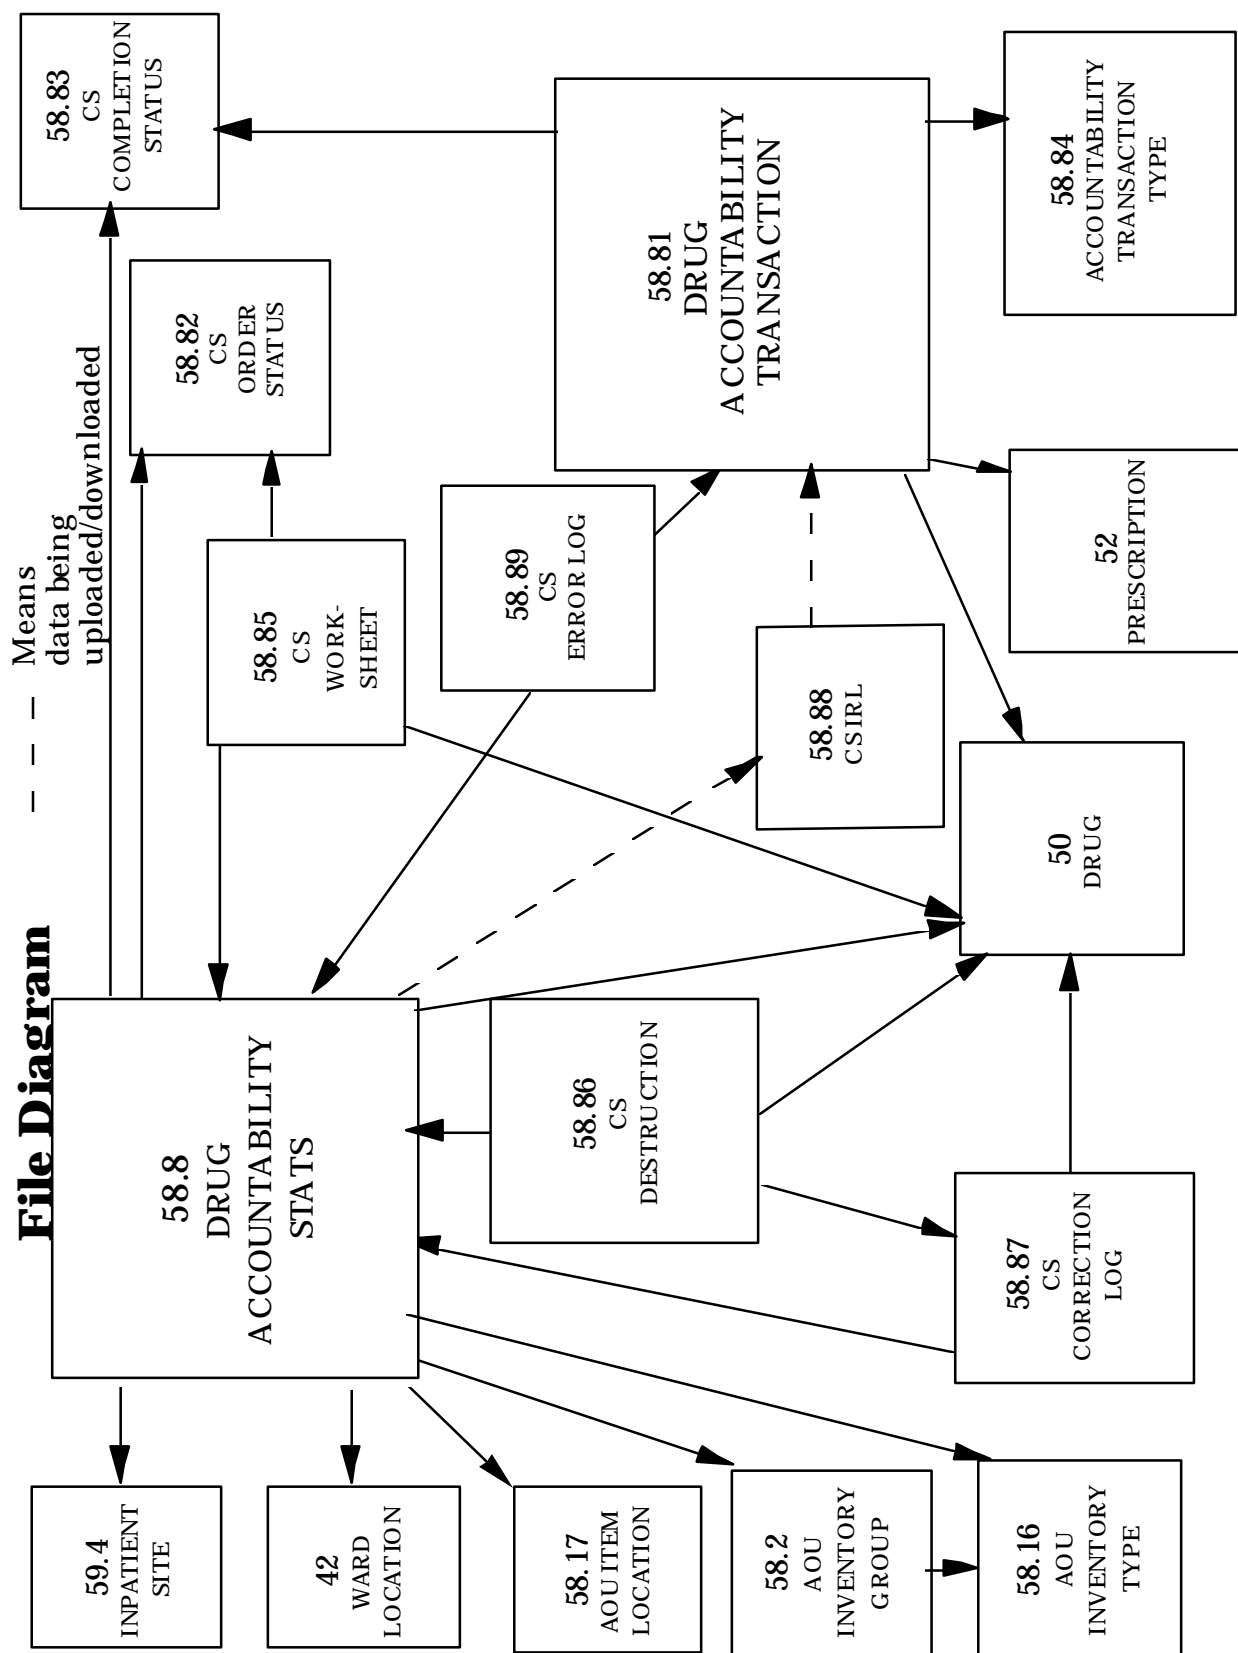 File Diagram
Means
data being
uploaded/downloaded
58.83
CS
COMPLETION
STATUS
58.82
CS
ORDER
STATUS
58.85
CS
WORK-
SHEET
58.89
CS
ERROR LOG
58.81
DRUG
ACCOUNTABILITY
TRANSACTION
58.84
ACCOUNTABILITY
TRANSACTION
TYPE
52
PRESCRIPTION
58.88
CSIRL
50
DRUG
58.8
DRUG
ACCOUNTABILITY
STATS
58.86
CS
DESTRUCTION
58.87
CS
CORRECTION
LOG
59.4
INPATIENT
SITE
42
WARD
LOCATION
58.17
AOU ITEM
LOCATION
58.2
AOU
INVENTORY
GROUP
58.16
AOU
INVENTORY
TYPE